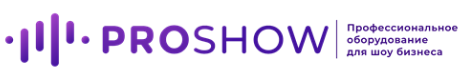 PROSHOW
Профессиональное
оборудование
для шоу бизнеса